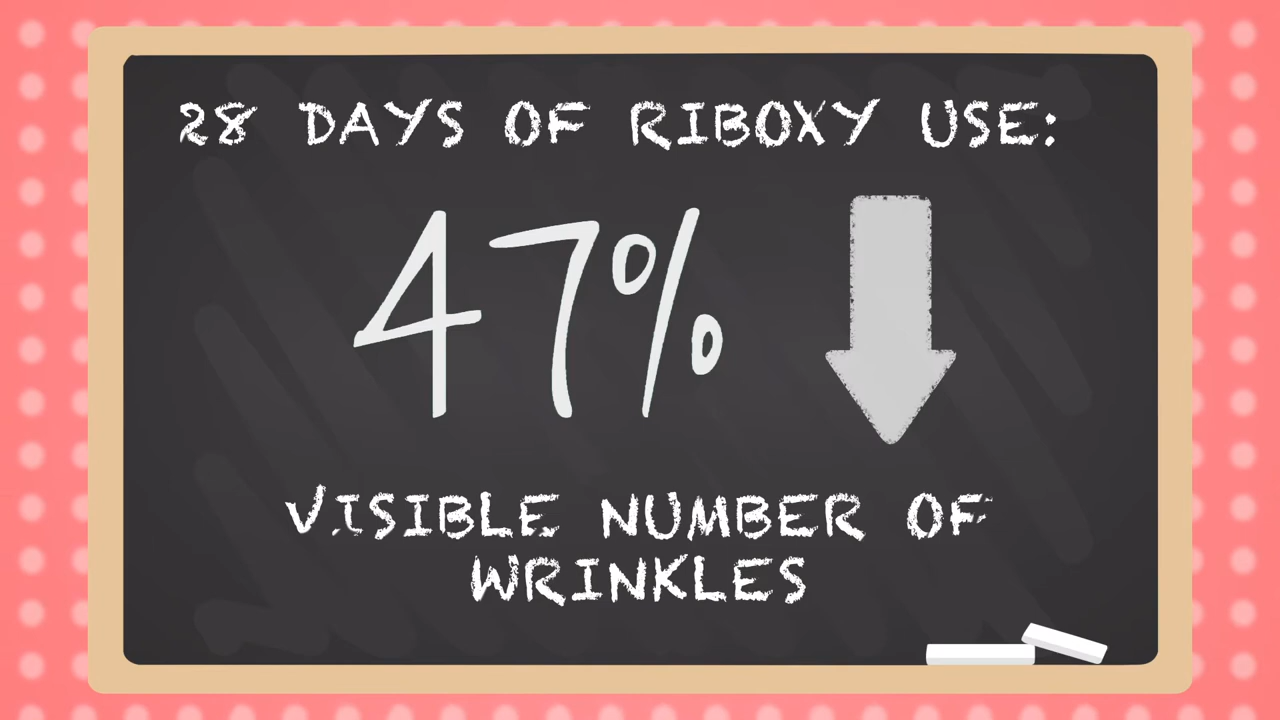 28 DAYS OF RIBOXY USE:
47%
VISIBLE NUMBER OF
WRINKLES